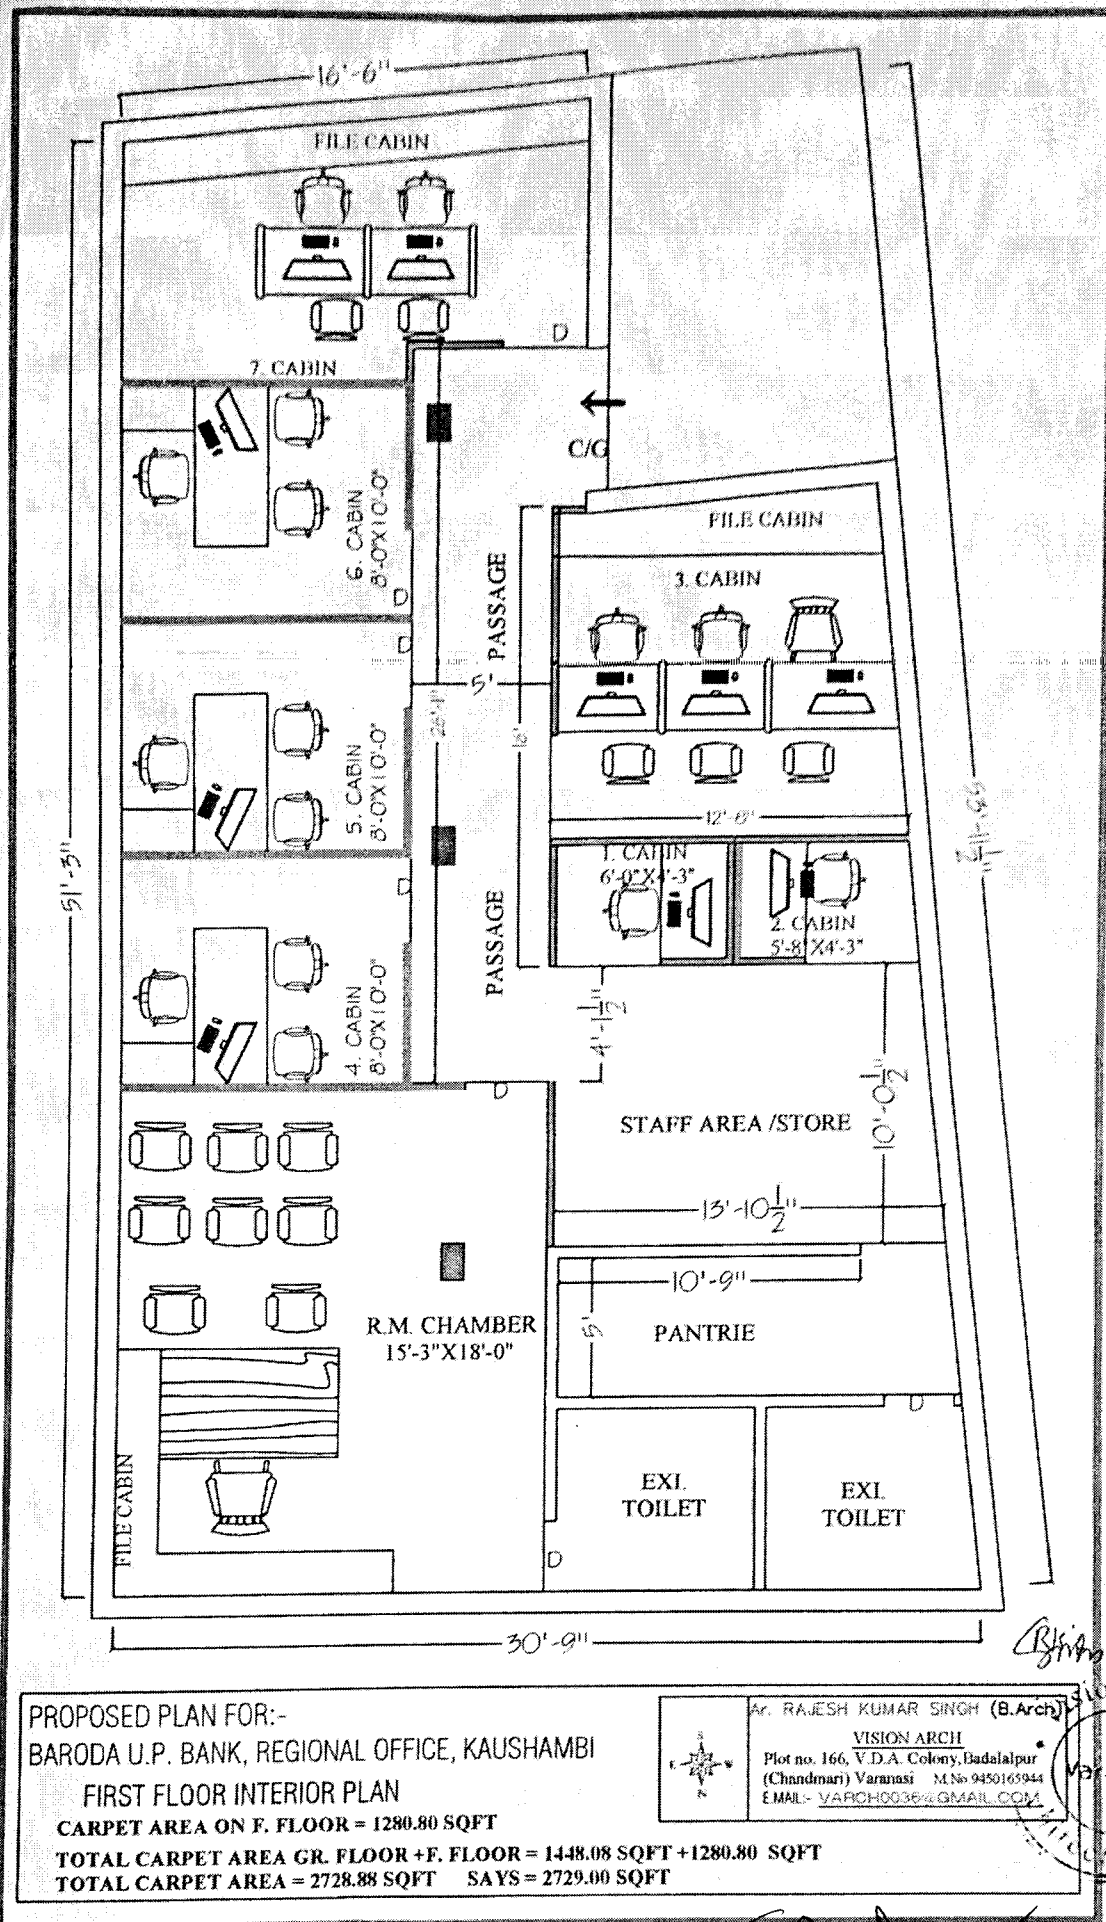 16'-6"
FILE CABIN
D
7. CABIN
C/G
6. CABIN
8'-0"X10'-0"
D
PASSAGE
FILE CABIN
3. CABIN
D
5'
26'-1"
16'
5. CABIN
8'-0"X10'-0"
12'-6"
51'-3"
1. CABIN
6'-0"X4'-3"
2. CABIN
5'-8"X4'-3"
D
PASSAGE
4. CABIN
8'-0"X10'-0"
4'-1 1/2"
D
STAFF AREA /STORE
10'-0 1/2"
13'-10 1/2"
10'-9"
R.M. CHAMBER
15'-3"X18'-0"
5'
PANTRIE
D
FILE CABIN
EXI.
TOILET
EXI.
TOILET
D
30'-9"
PROPOSED PLAN FOR:-
BARODA U.P. BANK, REGIONAL OFFICE, KAUSHAMBI
FIRST FLOOR INTERIOR PLAN
CARPET AREA ON F. FLOOR = 1280.80 SQFT
TOTAL CARPET AREA GR. FLOOR +F. FLOOR = 1448.08 SQFT +1280.80 SQFT
TOTAL CARPET AREA = 2728.88 SQFT SAYS = 2729.00 SQFT
S
E
W
N
Ar. RAJESH KUMAR SINGH (B.Arch)
VISION ARCH
Plot no. 166, V.D.A. Colony,Badalalpur
(Chandmari) Varanasi M.No 9450165944
E.MAIL:- VARCH0036@GMAIL.COM